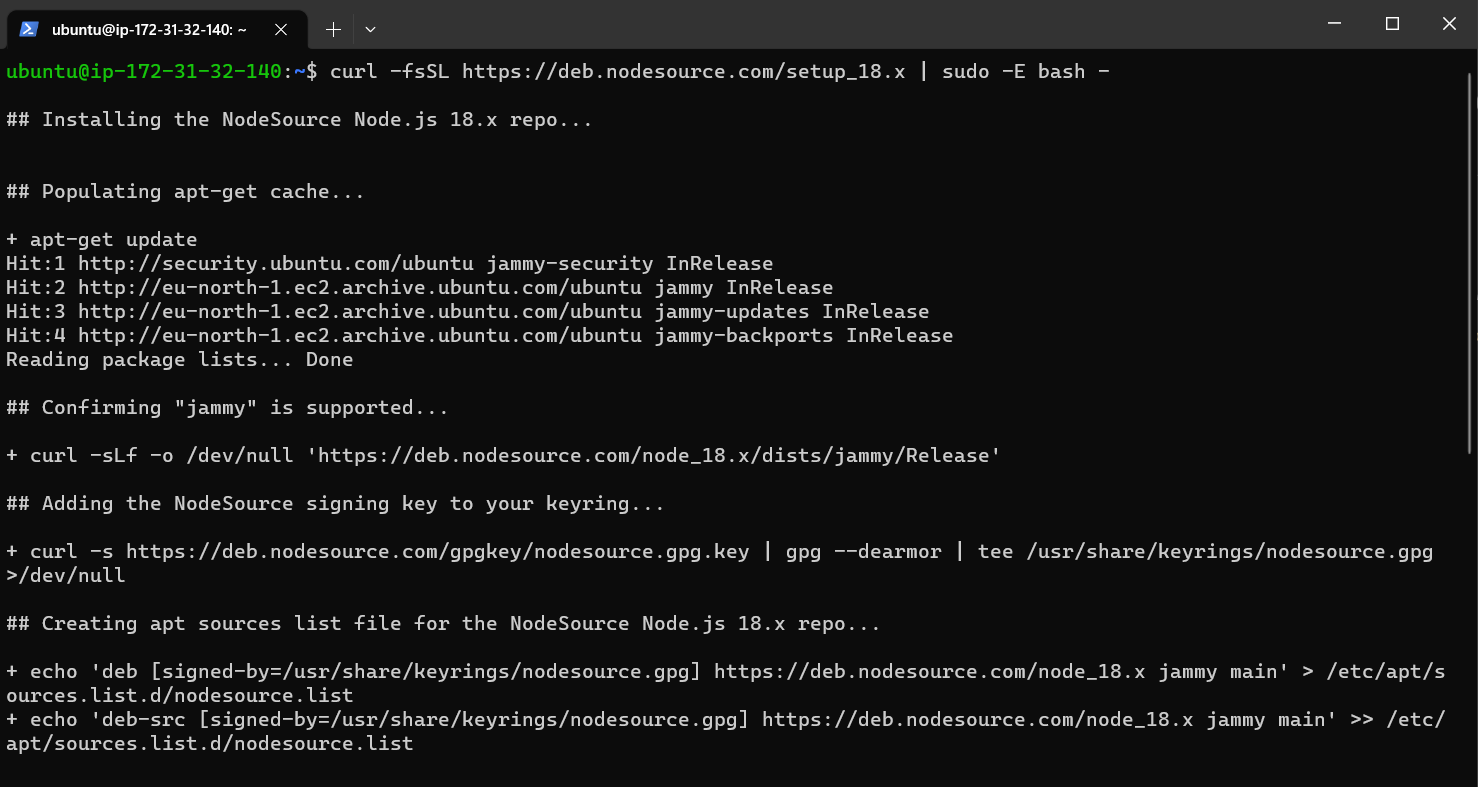 ubuntu@ip-172-31-32-140: ~
ubuntu@ip-172-31-32-140:~$ curl -fsSL https://deb.nodesource.com/setup_18.x | sudo -E bash -
## Installing the NodeSource Node.js 18.x repo...
## Populating apt-get cache...
+ apt-get update
Hit:1 http://security.ubuntu.com/ubuntu jammy-security InRelease
Hit:2 http://eu-north-1.ec2.archive.ubuntu.com/ubuntu jammy InRelease
Hit:3 http://eu-north-1.ec2.archive.ubuntu.com/ubuntu jammy-updates InRelease
Hit:4 http://eu-north-1.ec2.archive.ubuntu.com/ubuntu jammy-backports InRelease
Reading package lists... Done
## Confirming "jammy" is supported...
+ curl -sLf -o /dev/null 'https://deb.nodesource.com/node_18.x/dists/jammy/Release'
## Adding the NodeSource signing key to your keyring...
+ curl -s https://deb.nodesource.com/gpgkey/nodesource.gpg.key | gpg --dearmor | tee /usr/share/keyrings/nodesource.gpg
>/dev/null
## Creating apt sources list file for the NodeSource Node.js 18.x repo...
+ echo 'deb [signed-by=/usr/share/keyrings/nodesource.gpg] https://deb.nodesource.com/node_18.x jammy main' > /etc/apt/s
ources.list.d/nodesource.list
+ echo 'deb-src [signed-by=/usr/share/keyrings/nodesource.gpg] https://deb.nodesource.com/node_18.x jammy main' >> /etc/
apt/sources.list.d/nodesource.list